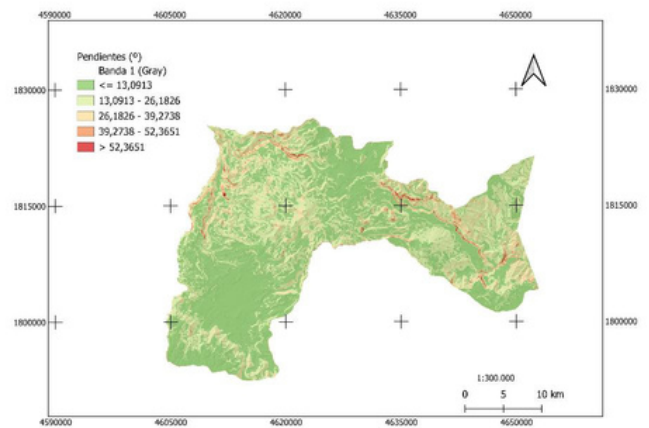 4590000 4605000 4620000 4635000 4650000
Pendientes (º)
Banda 1 (Gray)
<= 13,0913
13,0913 - 26,1826
26,1826 - 39,2738
39,2738 - 52,3651
> 52,3651
1830000 1830000
1815000 1815000
1800000 1800000
1:300.000
0 5 10 km
4590000 4605000 4620000 4635000 4650000